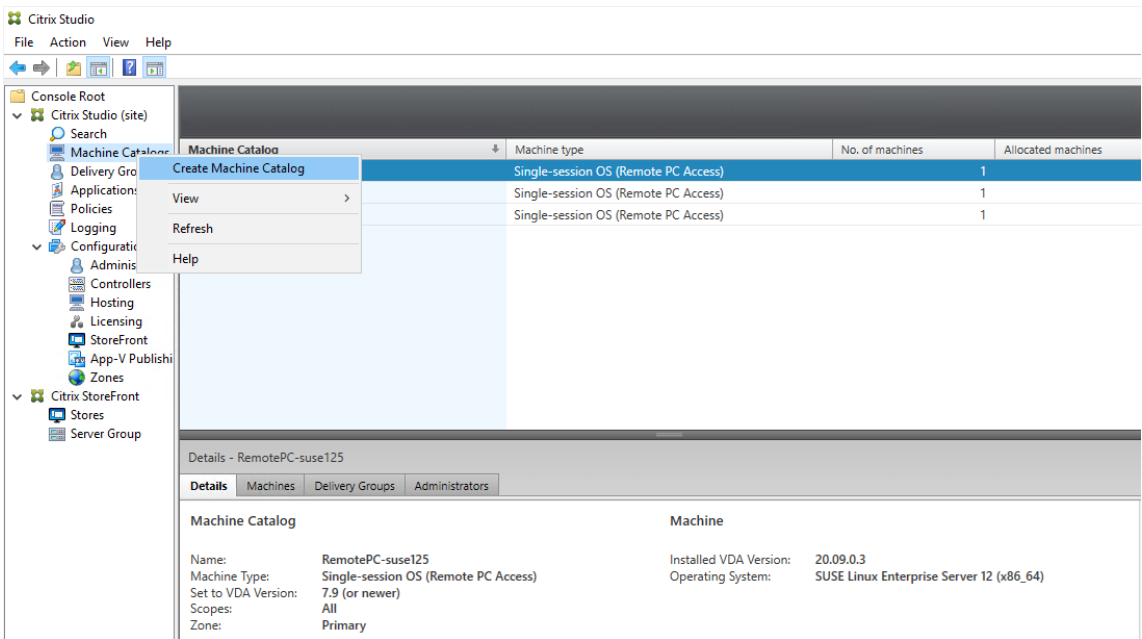 Citrix Studio
File Action View Help
Console Root
Citrix Studio (site)
Search
Machine Catalogs
Delivery Gro
Applications
Policies
Logging
Configuratio
Adminis
Controllers
Hosting
Licensing
StoreFront
App-V Publishi
Zones
Citrix StoreFront
Stores
Server Group
Create Machine Catalog
View
Refresh
Help
Machine Catalog Machine type No. of machines Allocated machines
Single-session OS (Remote PC Access) 1
Single-session OS (Remote PC Access) 1
Single-session OS (Remote PC Access) 1
Details - RemotePC-suse125
Details Machines Delivery Groups Administrators
Machine Catalog
Name: RemotePC-suse125
Machine Type: Single-session OS (Remote PC Access)
Set to VDA Version: 7.9 (or newer)
Scopes: All
Zone: Primary
Machine
Installed VDA Version: 20.09.0.3
Operating System: SUSE Linux Enterprise Server 12 (x86_64)